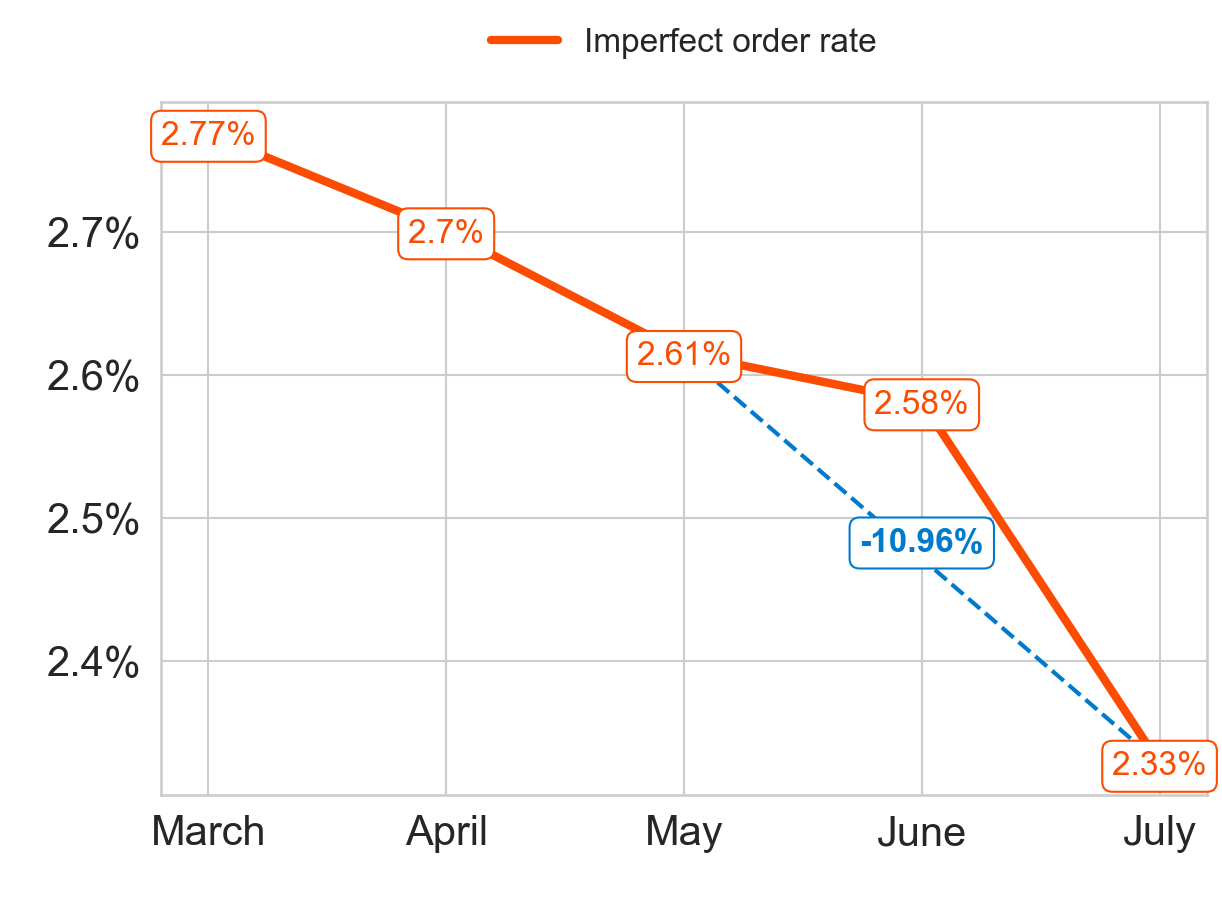 Imperfect order rate
2.77%
2.7%
2.7%
2.61%
2.6%
2.58%
2.5%
-10.96%
2.4%
2.33%
March
April
May
June
July